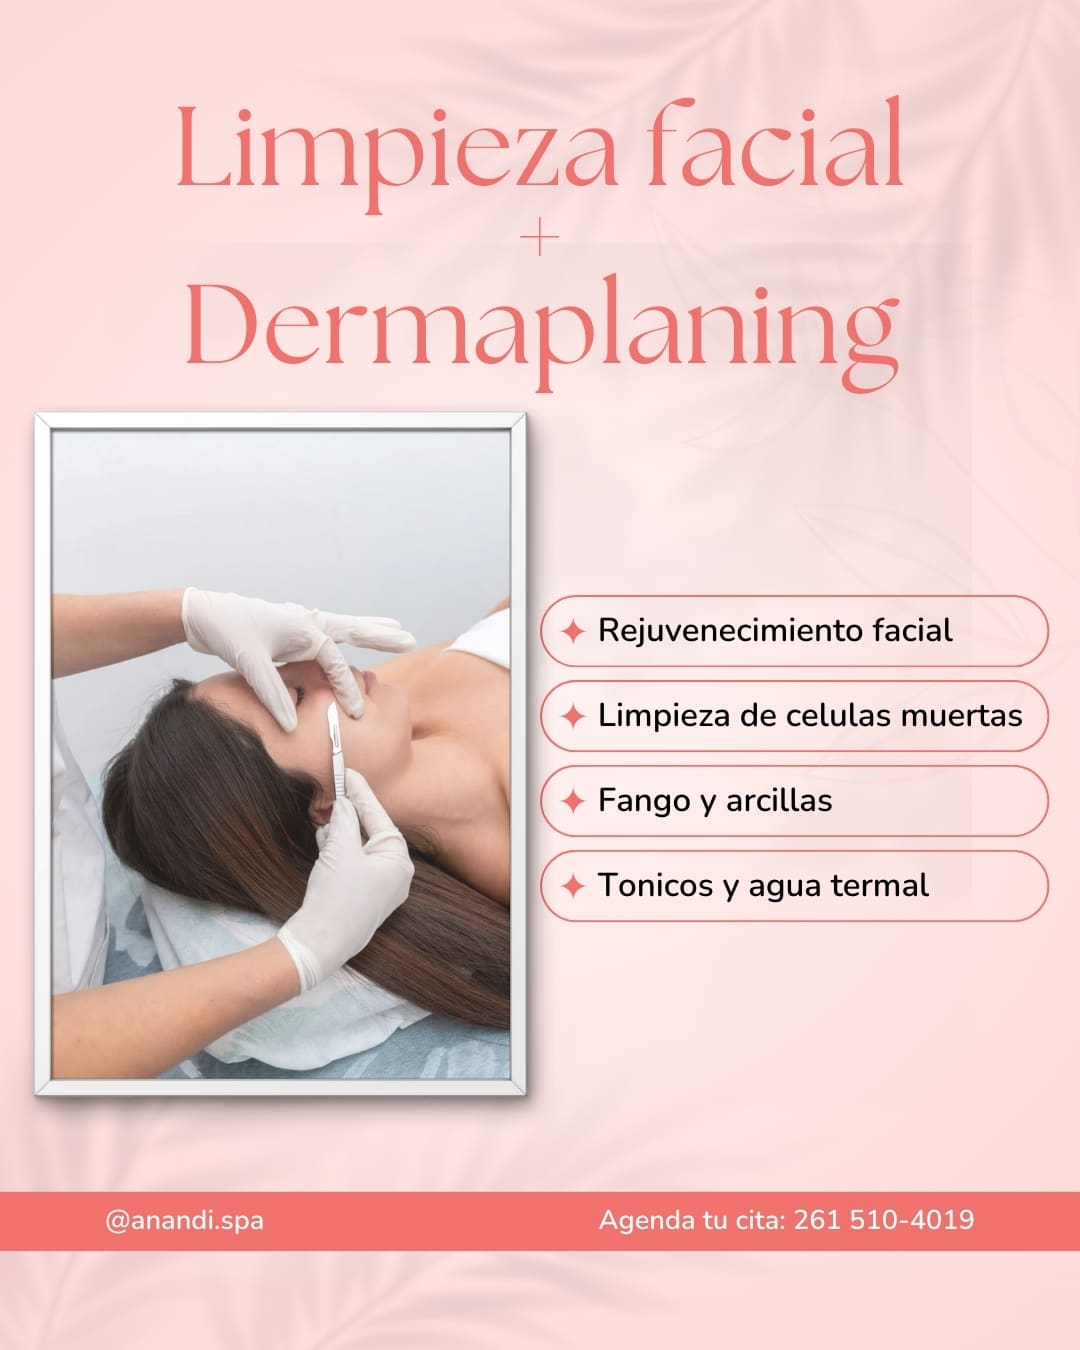 Limpieza facial
+
Dermaplaning
Rejuvenecimiento facial
Limpieza de celulas muertas
Fango y arcillas
Tonicos y agua termal
@anandi.spa
Agenda tu cita: 261 510-4019